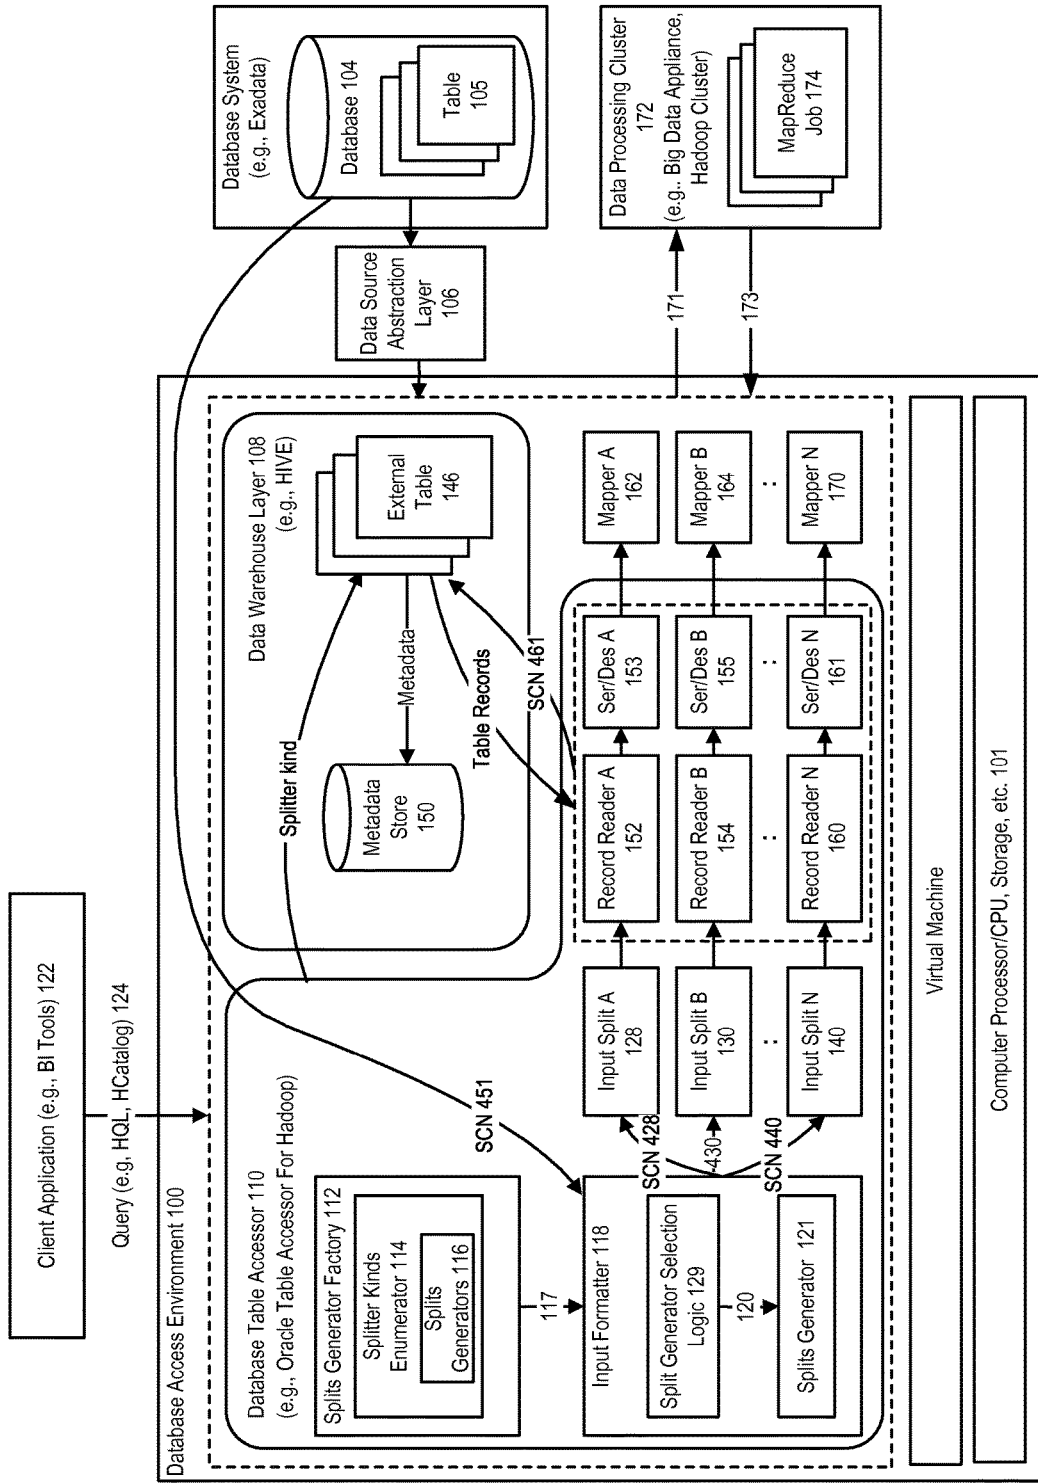 Client Application (e.g., BI Tools) 122
Query (e.g, HQL, HCatalog) 124
Database Access Environment 100
Database Table Accessor 110
(e.g., Oracle Table Accessor For Hadoop)
Splits Generator Factory 112
Splitter Kinds
Enumerator 114
Splits
Generators 116
117
Input Formatter 118
Split Generator Selection
Logic 129
120
Splits Generator 121
SCN 451
SCN 428
430
SCN 440
Splitter kind
Data Warehouse Layer 108
(e.g., HIVE)
Metadata
Store
150
Metadata
External
Table
146
Table Records
SCN 461
Input Split A
128
Input Split B
130
:
Input Split N
140
Record Reader A
152
Record Reader B
154
:
Record Reader N
160
Ser/Des A
153
Ser/Des B
155
:
Ser/Des N
161
Mapper A
162
Mapper B
164
:
Mapper N
170
Virtual Machine
Computer Processor/CPU, Storage, etc. 101
Data Source
Abstraction
Layer
106
Database System
(e.g., Exadata)
Database 104
Table
105
171
173
Data Processing Cluster
172
(e.g.. Big Data Appliance,
Hadoop Cluster)
MapReduce
Job 174